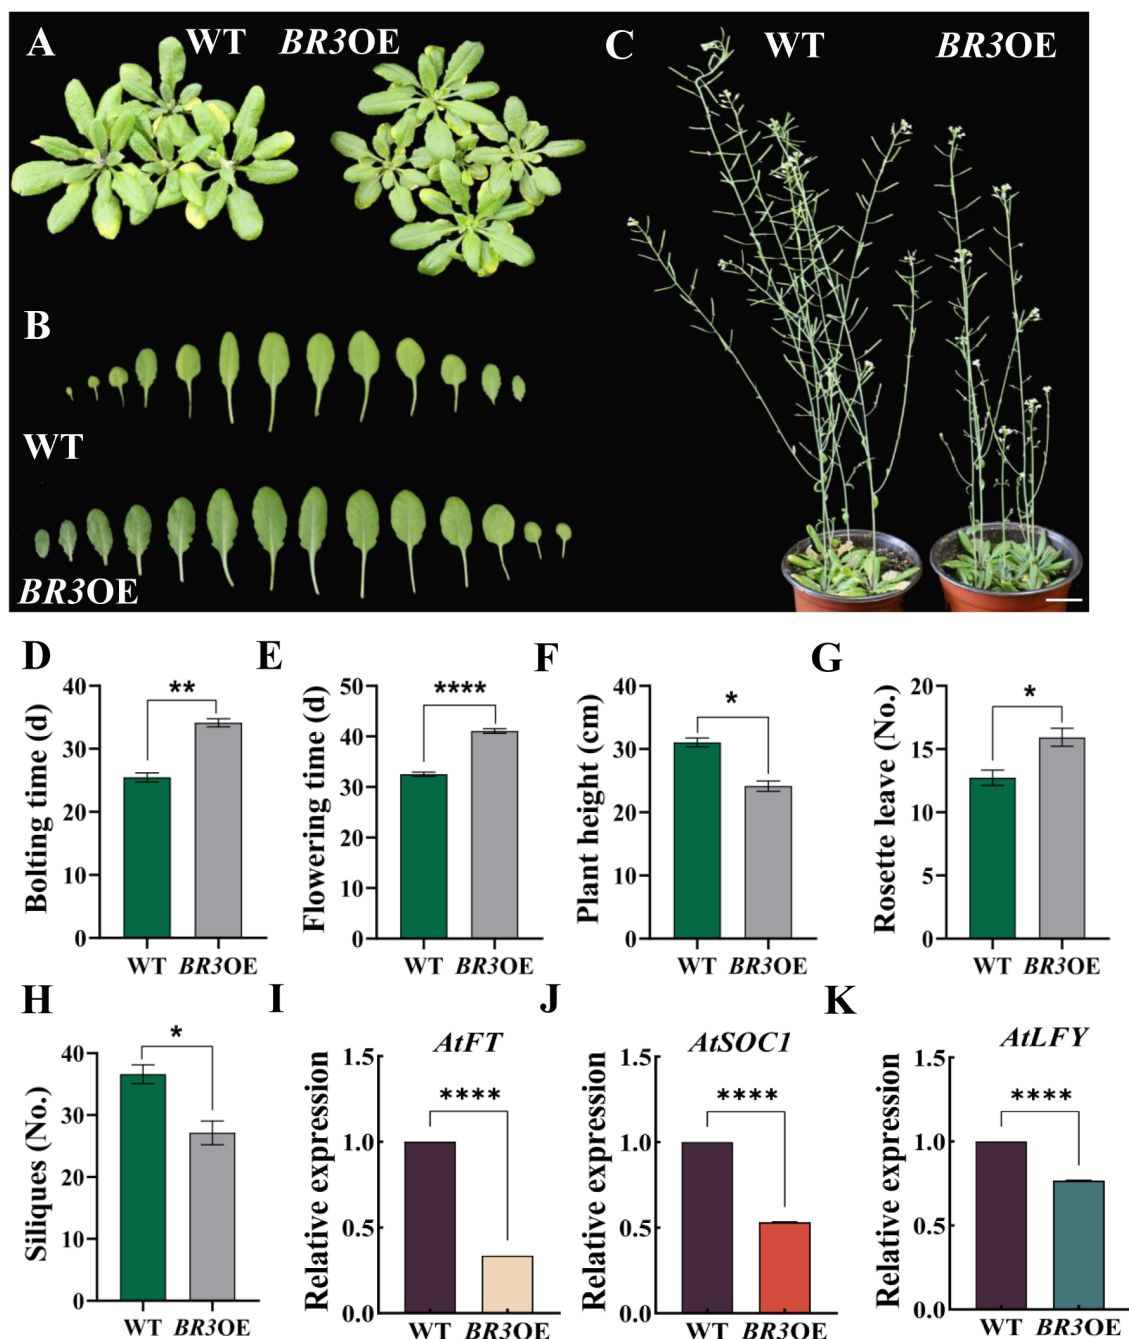 A WT BR3OE C WT BR3OE
B
WT
BR3OE
D E F G
Bolting time (d)
40
30
20
10
0
**
WT BR3OE
Flowering time (d)
50
40
30
20
10
0
****
WT BR3OE
Plant height (cm)
40
30
20
10
0
*
WT BR3OE
Rosette leave (No.)
20
15
10
5
0
*
WT BR3OE
H I J K
Siliques (No.)
40
30
20
10
0
*
WT BR3OE
AtFT
Relative expression
1.5
1.0
0.5
0.0
****
WT BR3OE
AtSOC1
Relative expression
1.5
1.0
0.5
0.0
****
WT BR3OE
AtLFY
Relative expression
1.5
1.0
0.5
0.0
****
WT BR3OE